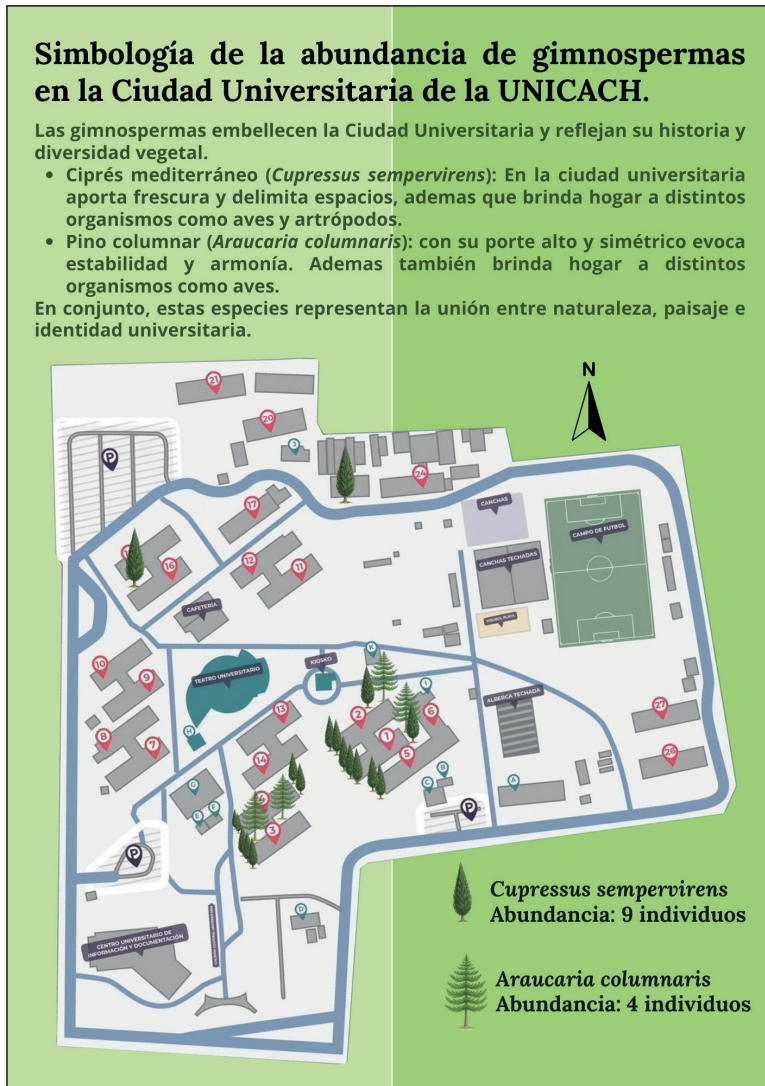 Simbología de la abundancia de gimnospermas
en la Ciudad Universitaria de la UNICACH.
Las gimnospermas embellecen la Ciudad Universitaria y reflejan su historia y
diversidad vegetal.
• Ciprés mediterráneo (Cupressus sempervirens): En la ciudad universitaria
aporta frescura y delimita espacios, ademas que brinda hogar a distintos
organismos como aves y artrópodos.
• Pino columnar (Araucaria columnaris): con su porte alto y simétrico evoca
estabilidad y armonía. Ademas también brinda hogar a distintos
organismos como aves.
En conjunto, estas especies representan la unión entre naturaleza, paisaje e
identidad universitaria.
N
21
20
J
P
24
17
CANCHAS
CAMPO DE FUTBOL
16
12
11
CANCHAS TECHADAS
CAFETERÍA
VOLIBOL PLAYA
K
KIOSKO
10
9
TEATRO UNIVERSITARIO
I
ALBERCA TECHADA
13
2
6
27
H
8
7
1
5
14
26
G
B
C
A
4
F
E
3
P
P
D
CENTRO UNIVERSITARIO DE
INFORMACIÓN Y DOCUMENTACIÓN
Cupressus sempervirens
Abundancia: 9 individuos
Araucaria columnaris
Abundancia: 4 individuos